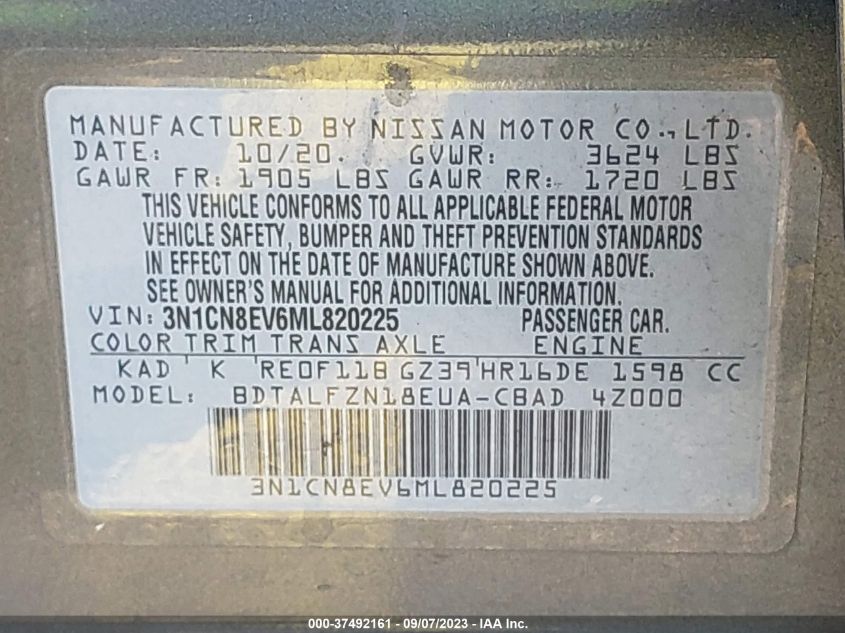 MANUFACTURED BY NISSAN MOTOR CO., LTD.
DATE: 10/20. GVWR: 3624 LBS
GAWR FR: 1905 LBS GAWR RR: 1720 LBS
THIS VEHICLE CONFORMS TO ALL APPLICABLE FEDERAL MOTOR
VEHICLE SAFETY, BUMPER AND THEFT PREVENTION STANDARDS
IN EFFECT ON THE DATE OF MANUFACTURE SHOWN ABOVE.
SEE OWNER'S MANUAL FOR ADDITIONAL INFORMATION.
VIN: 3N1CN8EV6ML820225 PASSENGER CAR.
COLOR TRIM TRANS AXLE ENGINE
KAD K RE0F11B GZ39 HR16DE 1598 CC
MODEL: BDTALFZN18EUA-CBAD 4Z000
3N1CN8EV6ML820225
000-37492161 - 09/07/2023 - IAA Inc.